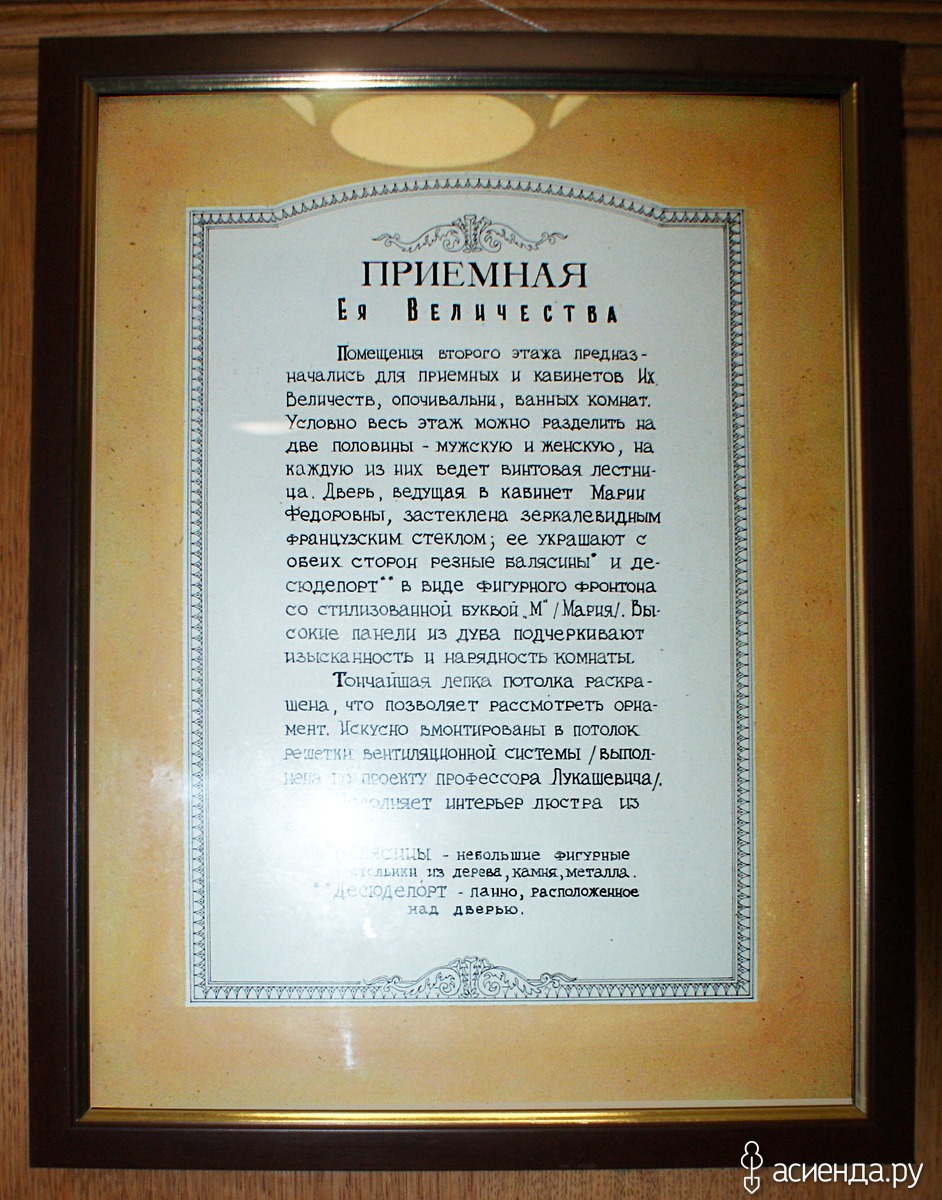 ПРИЕМНАЯ
Ея Величества
Помещения второго этажа предназ-
начались для приемных и кабинетов Их
Величеств, опочивальни, ванных комнат.
Условно весь этаж можно разделить на
две половины - мужскую и женскую, на
каждую из них ведет винтовая лестни-
ца. Дверь, ведущая в кабинет Марии
Федоровны, застеклена зеркалевидным
французским стеклом; ее украшают с
обеих сторон резные балясины* и де-
сюдепорт** в виде фигурного фронтона
со стилизованной буквой „М" /Мария/. Вы-
сокие панели из дуба подчеркивают
изысканность и нарядность комнаты.
Тончайшая лепка потолка раскра-
шена, что позволяет рассмотреть орна-
мент. Искусно вмонтированы в потолок
решетки вентиляционной системы /выпол-
нена по проекту профессора Лукашевича/.
Дополняет интерьер люстра из
Балясины - небольшие фигурные
столбики из дерева, камня, металла.
**Десюдепорт - панно, расположенное
над дверью.
асиенда.ру